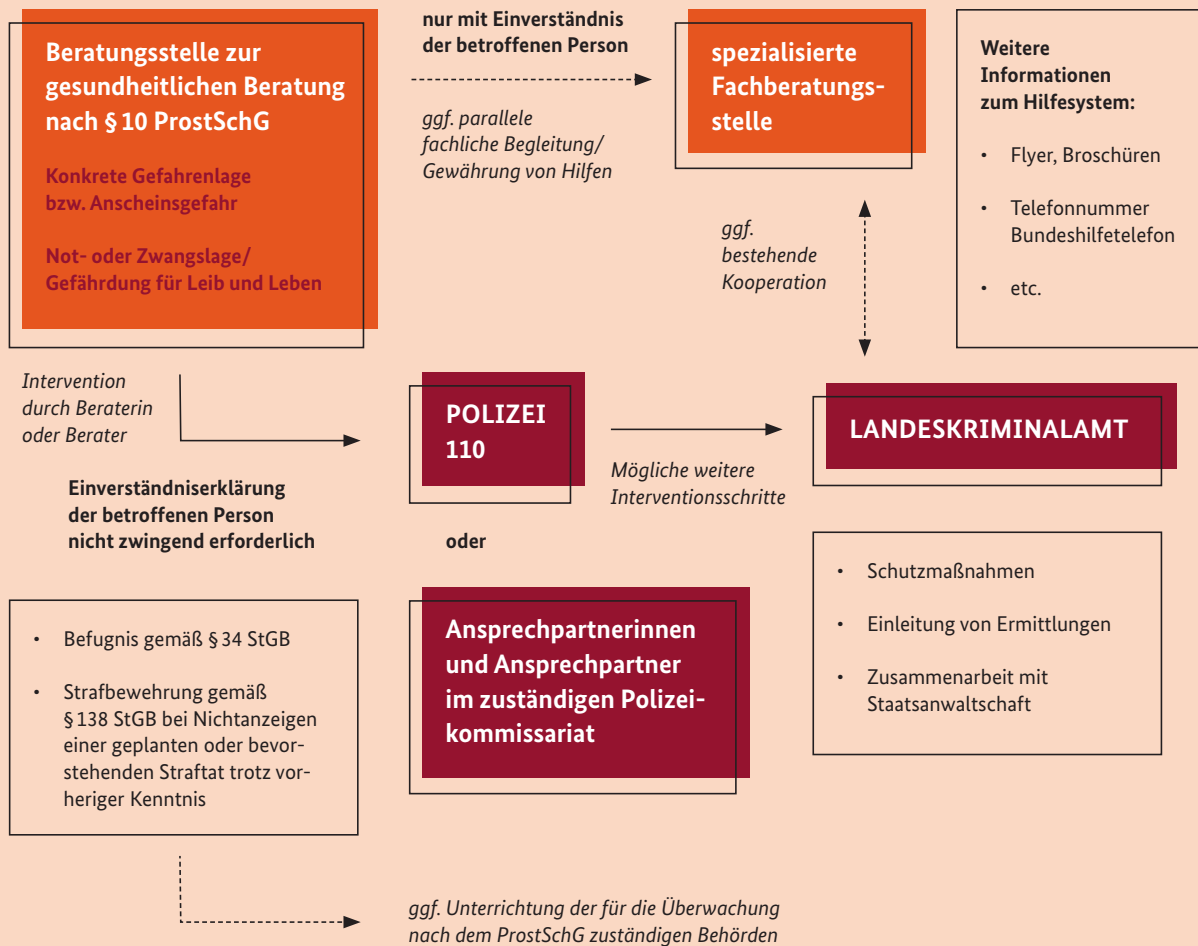 Beratungsstelle zur
gesundheitlichen Beratung
nach § 10 ProstSchG
Konkrete Gefahrenlage
bzw. Anscheinsgefahr
Not- oder Zwangslage/
Gefährdung für Leib und Leben
nur mit Einverständnis
der betroffenen Person
ggf. parallele
fachliche Begleitung/
Gewährung von Hilfen
spezialisierte
Fachberatungs-
stelle
Weitere
Informationen
zum Hilfesystem:
• Flyer, Broschüren
• Telefonnummer
Bundeshilfetelefon
• etc.
ggf.
bestehende
Kooperation
Intervention
durch Beraterin
oder Berater
POLIZEI
110
Mögliche weitere
Interventionsschritte
LANDESKRIMINALAMT
Einverständniserklärung
der betroffenen Person
nicht zwingend erforderlich
oder
• Befugnis gemäß § 34 StGB
• Strafbewehrung gemäß
§ 138 StGB bei Nichtanzeigen
einer geplanten oder bevor-
stehenden Straftat trotz vor-
heriger Kenntnis
Ansprechpartnerinnen
und Ansprechpartner
im zuständigen Polizei-
kommissariat
• Schutzmaßnahmen
• Einleitung von Ermittlungen
• Zusammenarbeit mit
Staatsanwaltschaft
ggf. Unterrichtung der für die Überwachung
nach dem ProstSchG zuständigen Behörden